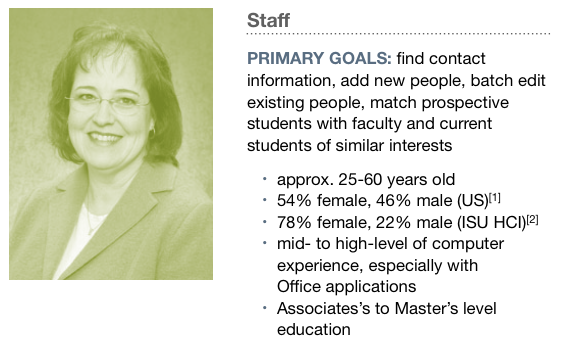 Staff
PRIMARY GOALS: find contact
information, add new people, batch edit
existing people, match prospective
students with faculty and current
students of similar interests
• approx. 25-60 years old
• 54% female, 46% male (US)[1]
• 78% female, 22% male (ISU HCI)[2]
• mid- to high-level of computer
experience, especially with
Office applications
• Associates's to Master's level
education